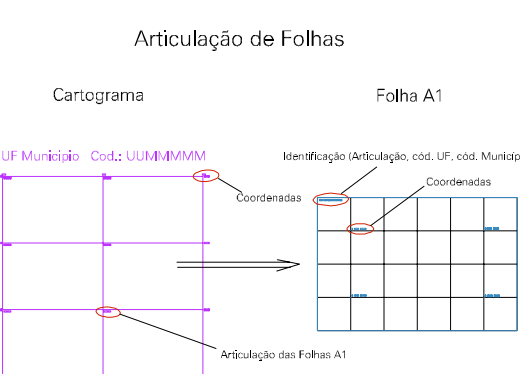 Articulação de Folhas
Cartograma
Folha A1
UF Municipio Cod.: UUMMMMM
Identificação (Articulação, cód. UF, cód.
Coordenadas
Coordenadas
Articulação das Folhas A1